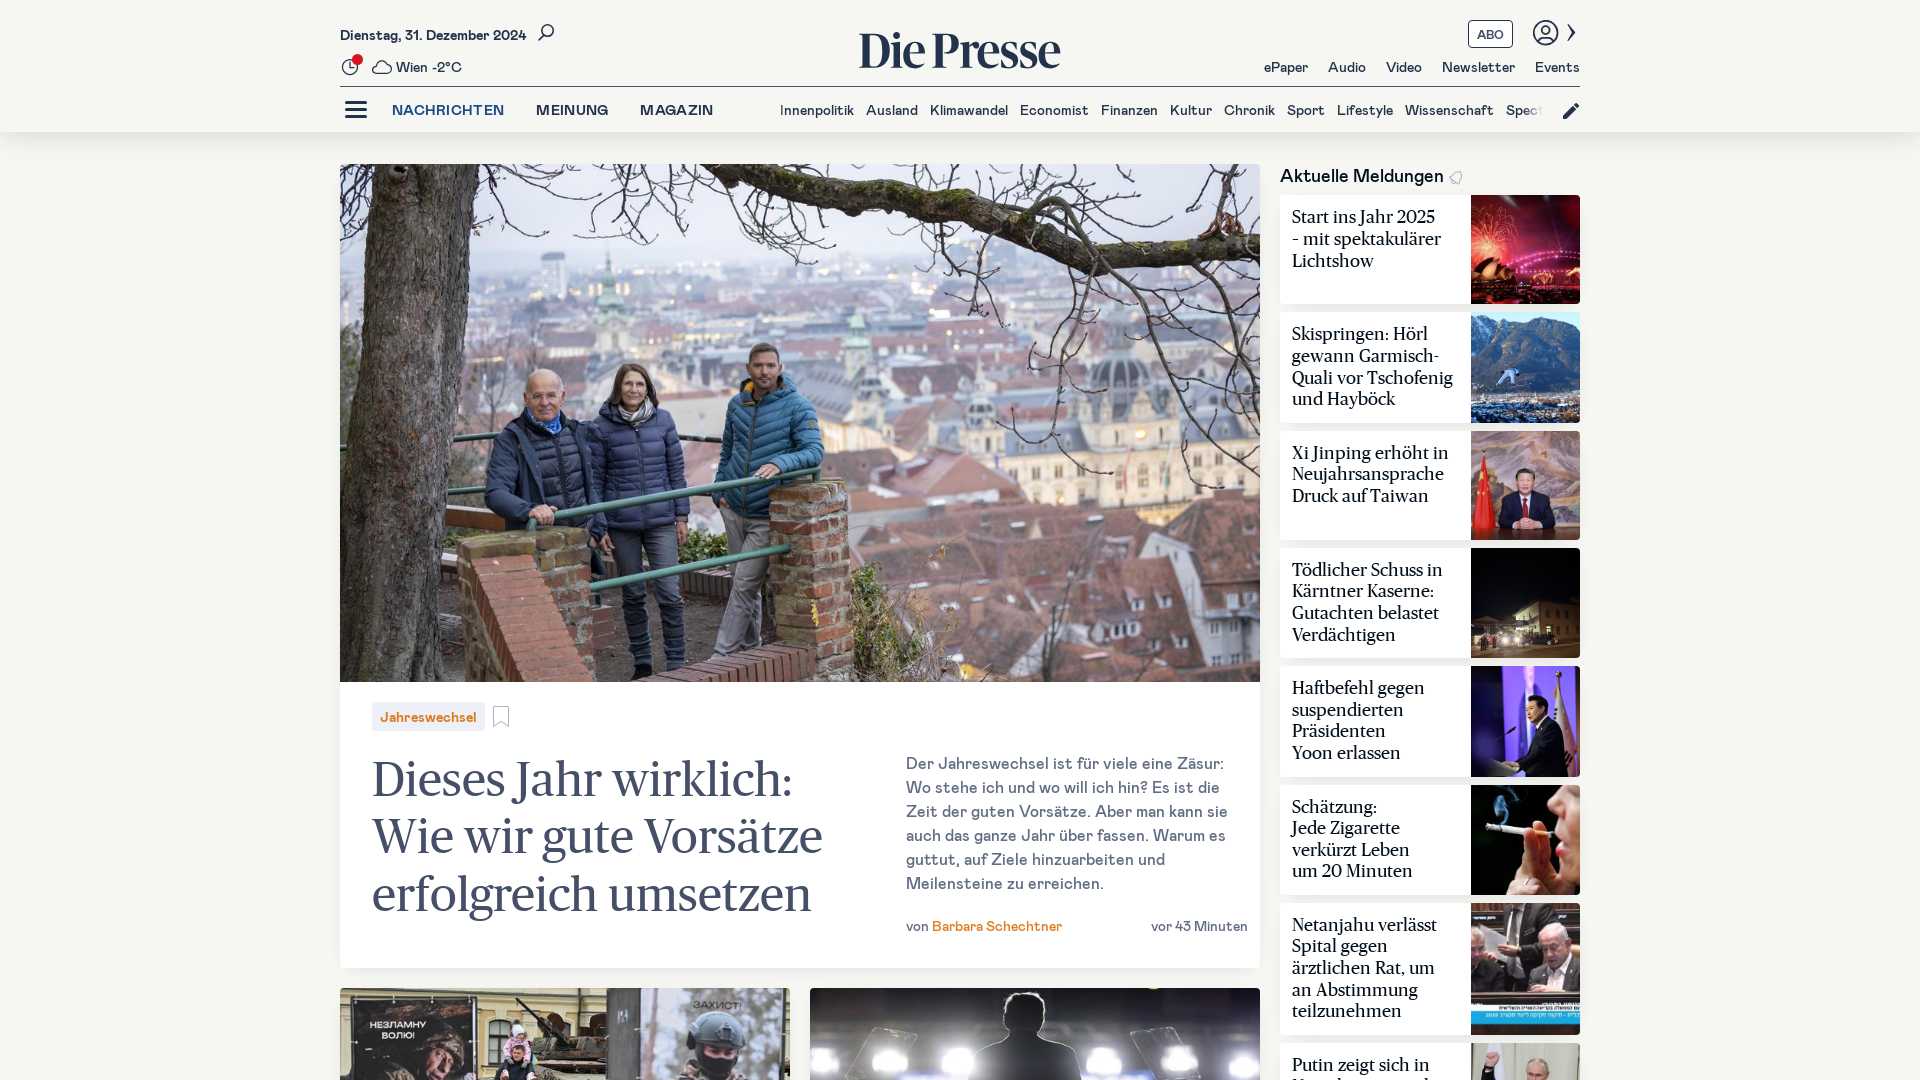 Dienstag, 31. Dezember 2024
Die Presse
ABO
Wien -2°C
ePaper Audio Video Newsletter Events
NACHRICHTEN MEINUNG MAGAZIN
Innenpolitik Ausland Klimawandel Economist Finanzen Kultur Chronik Sport Lifestyle Wissenschaft Spect
Jahreswechsel
Dieses Jahr wirklich:
Wie wir gute Vorsätze
erfolgreich umsetzen
Der Jahreswechsel ist für viele eine Zäsur:
Wo stehe ich und wo will ich hin? Es ist die
Zeit der guten Vorsätze. Aber man kann sie
auch das ganze Jahr über fassen. Warum es
guttut, auf Ziele hinzuarbeiten und
Meilensteine zu erreichen.
von Barbara Schechtner vor 43 Minuten
НЕЗЛАМНУ
ВОЛЮ!
ЗАХИСТ!
Aktuelle Meldungen
Start ins Jahr 2025
– mit spektakulärer
Lichtshow
Skispringen: Hörl
gewann Garmisch-
Quali vor Tschofenig
und Hayböck
Xi Jinping erhöht in
Neujahrsansprache
Druck auf Taiwan
Tödlicher Schuss in
Kärntner Kaserne:
Gutachten belastet
Verdächtigen
Haftbefehl gegen
suspendierten
Präsidenten
Yoon erlassen
Schätzung:
Jede Zigarette
verkürzt Leben
um 20 Minuten
Netanjahu verlässt
Spital gegen
ärztlichen Rat, um
an Abstimmung
teilzunehmen
Putin zeigt sich in